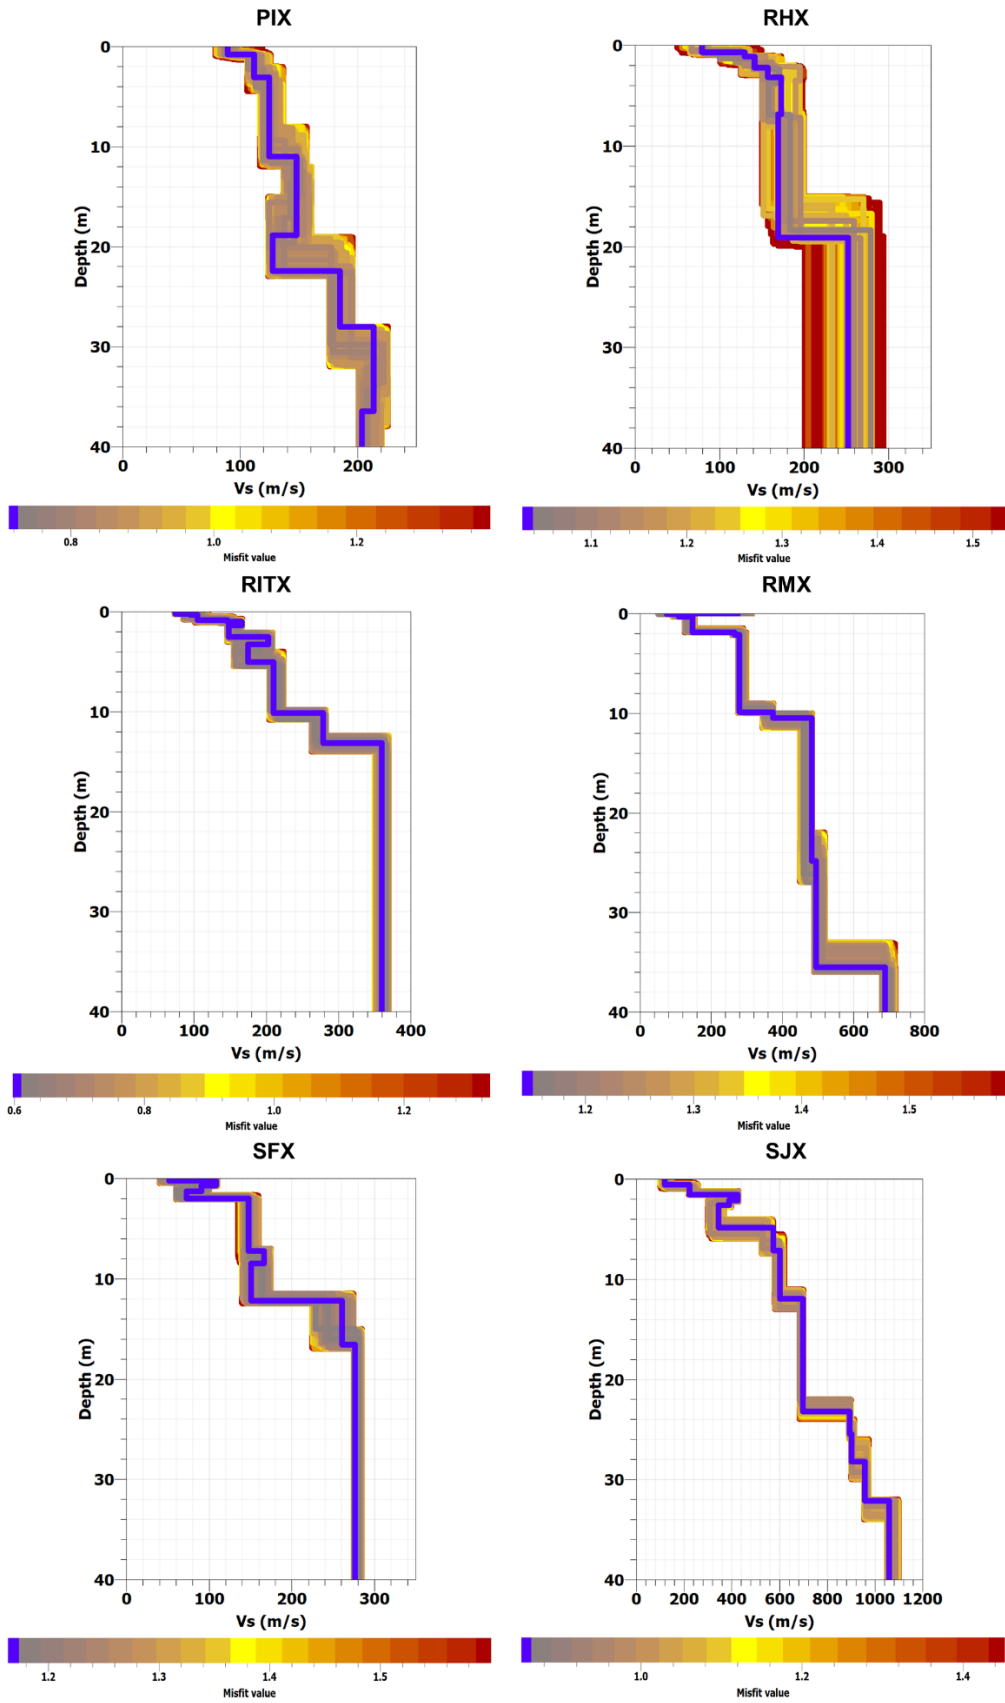 PIX
0
10
20
30
40
Depth (m)
0 100 200
Vs (m/s)
0.8 1.0 1.2
Misfit value
RHX
0
10
20
30
40
Depth (m)
0 100 200 300
Vs (m/s)
1.1 1.2 1.3 1.4 1.5
Misfit value
RITX
0
10
20
30
40
Depth (m)
0 100 200 300 400
Vs (m/s)
0.6 0.8 1.0 1.2
Misfit value
RMX
0
10
20
30
40
Depth (m)
0 200 400 600 800
Vs (m/s)
1.2 1.3 1.4 1.5
Misfit value
SFX
0
10
20
30
40
Depth (m)
0 100 200 300
Vs (m/s)
1.2 1.3 1.4 1.5
Misfit value
SJX
0
10
20
30
40
Depth (m)
0 200 400 600 800 1000 1200
Vs (m/s)
1.0 1.2 1.4
Misfit value